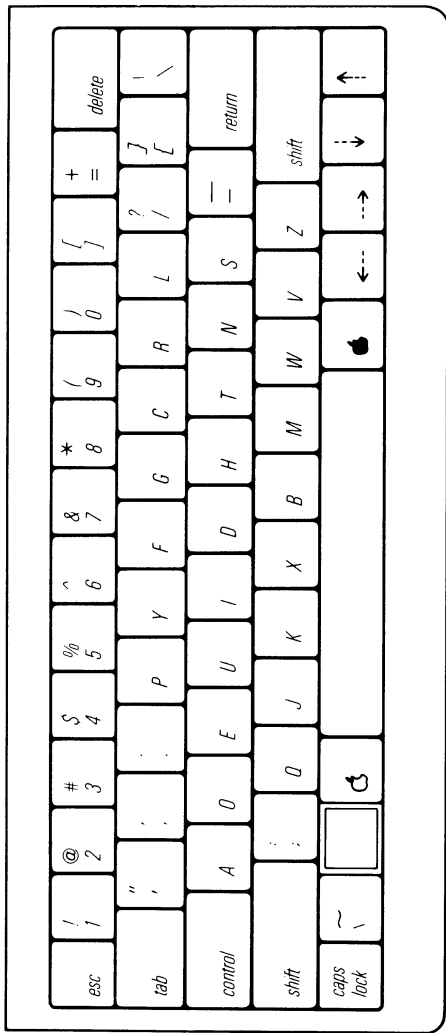 esc ! 1 @ 2 # 3 $ 4 % 5 ^ 6 & 7 * 8 ( 9 ) 0 [ ] + = delete
tab " ' , , . . P Y F G C R L ? / } { | \
control A O E U I D H T N S _ - return
shift : ; Q J K X B M W V Z shift
caps lock ~ ` ← → ↓ ↑